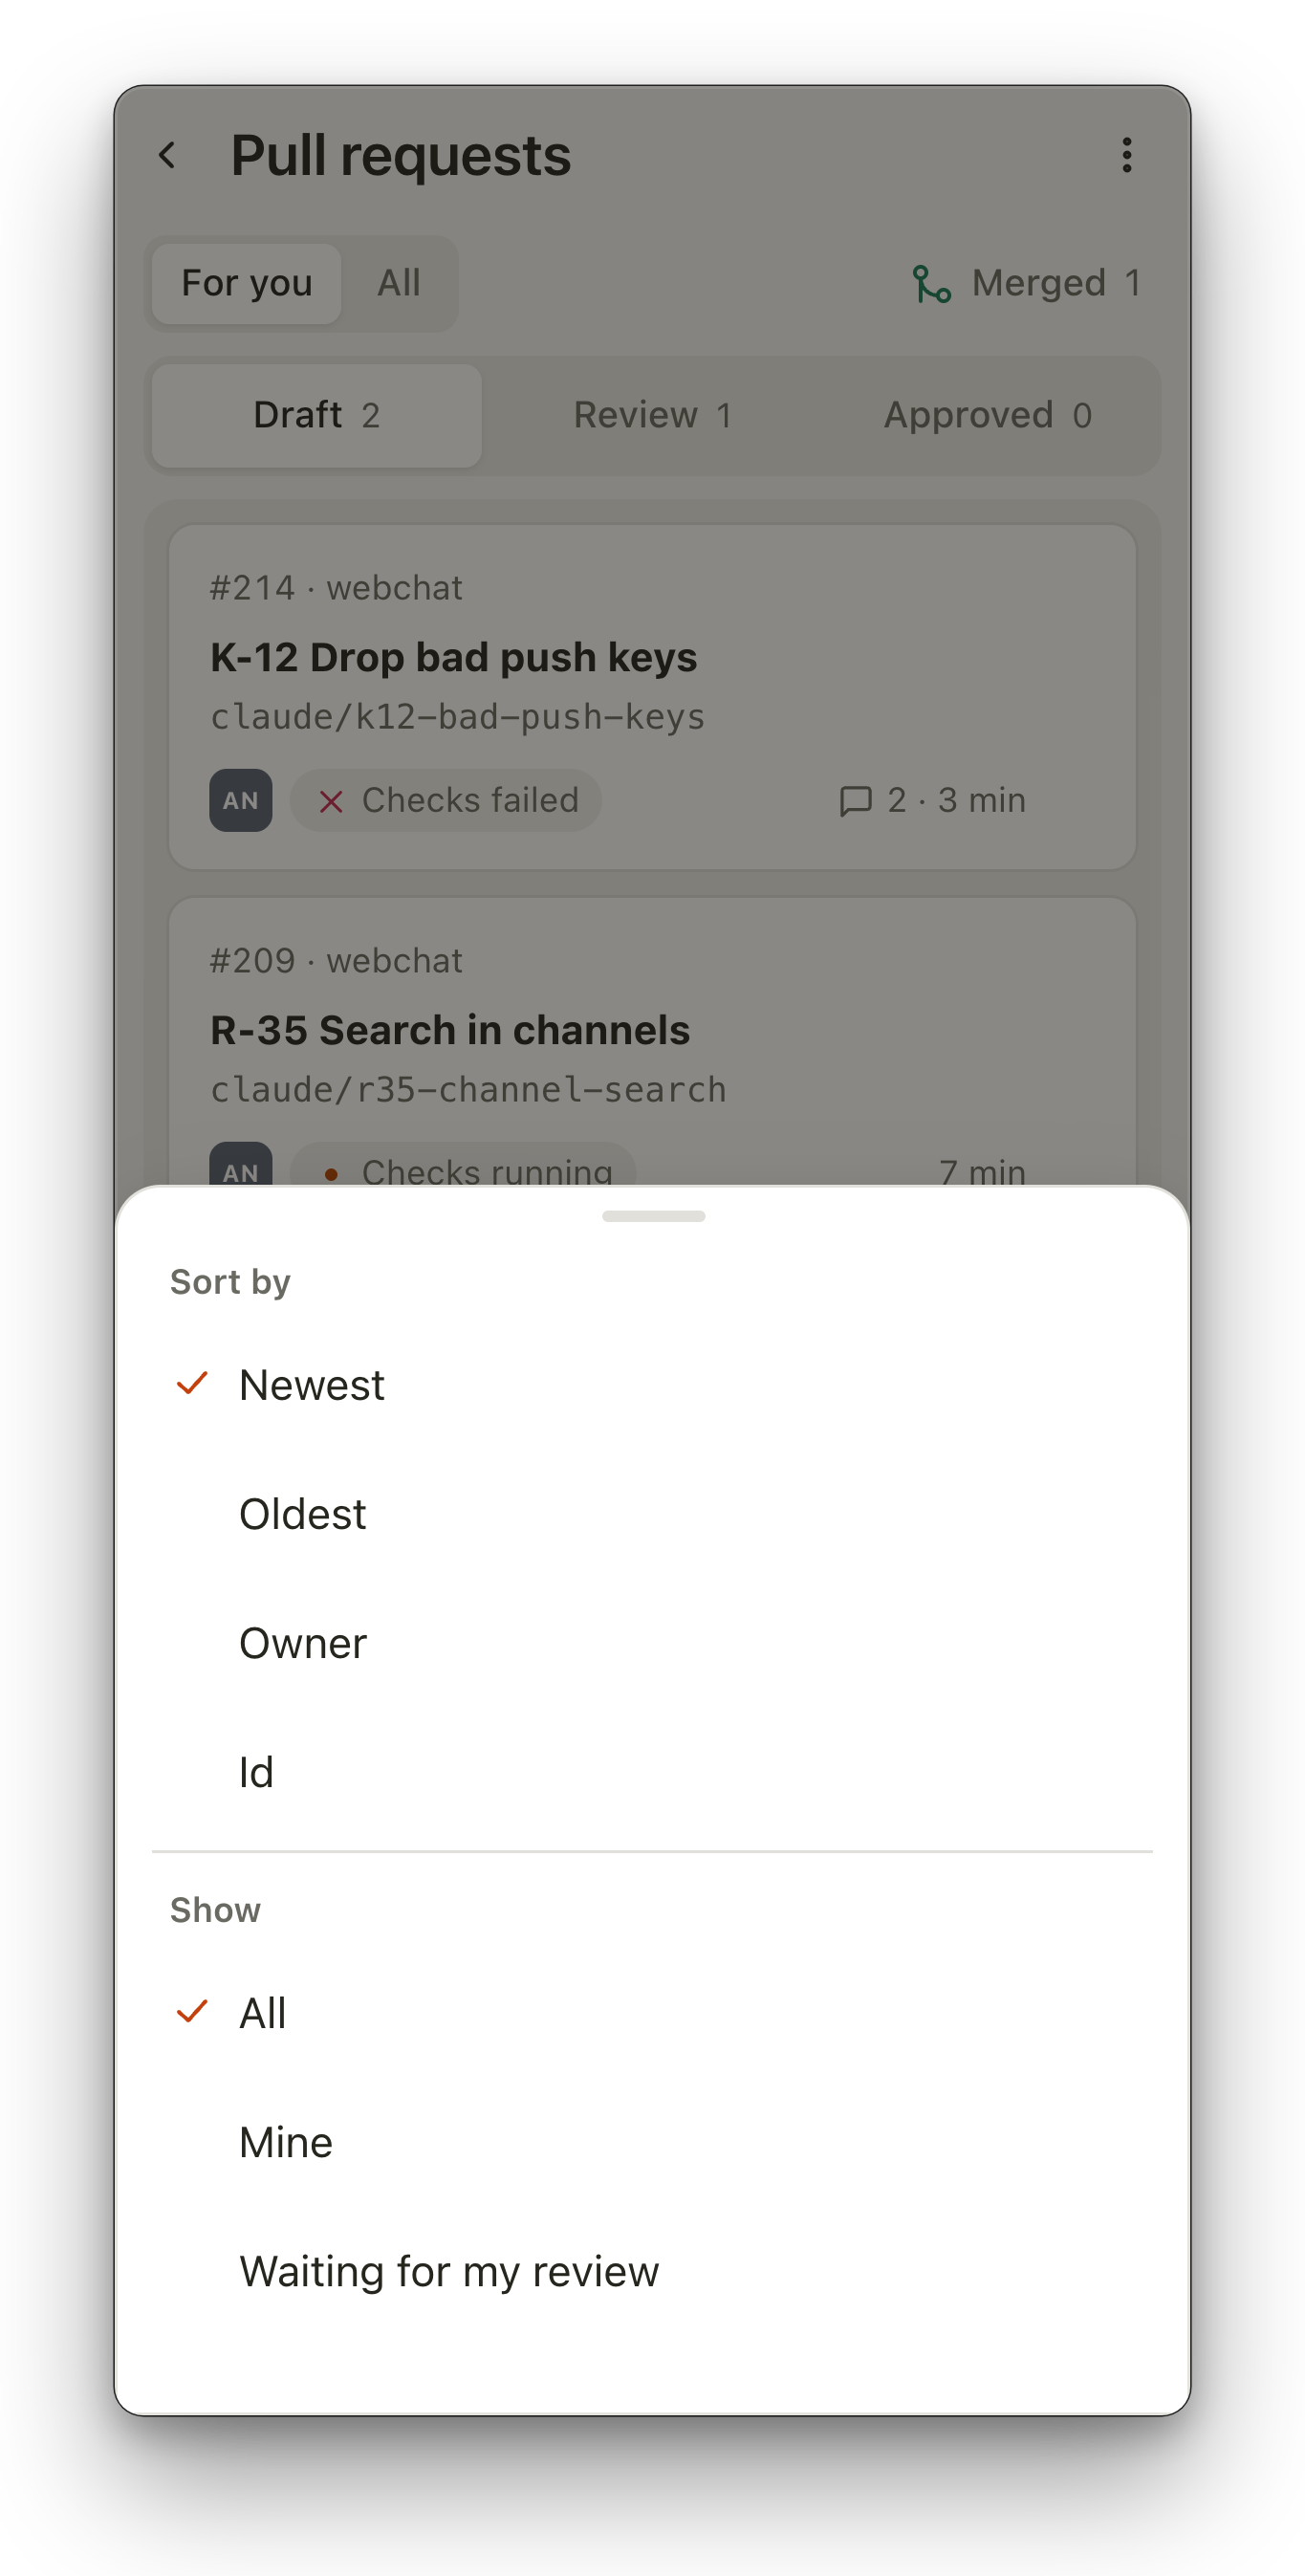 Pull requests
For you All Merged 1
Draft 2 Review 1 Approved 0
#214 · webchat
K-12 Drop bad push keys
claude/k12-bad-push-keys
AN Checks failed 2 · 3 min
#209 · webchat
R-35 Search in channels
claude/r35-channel-search
AN Checks running 7 min
Sort by
Newest
Oldest
Owner
Id
Show
All
Mine
Waiting for my review